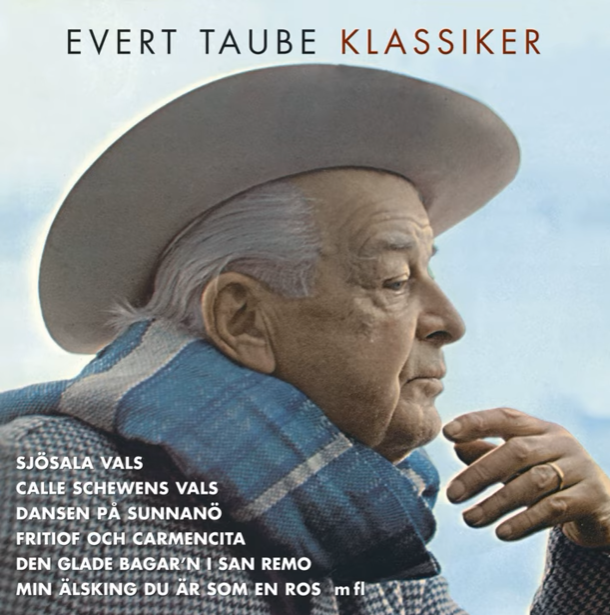 EVERT TAUBE KLASSIKER
SJÖSALA VALS
CALLE SCHEWENS VALS
DANSEN PÅ SUNNANÖ
FRITIOF OCH CARMENCITA
DEN GLADE BAGAR'N I SAN REMO
MIN ÄLSKING DU ÄR SOM EN ROS m fl